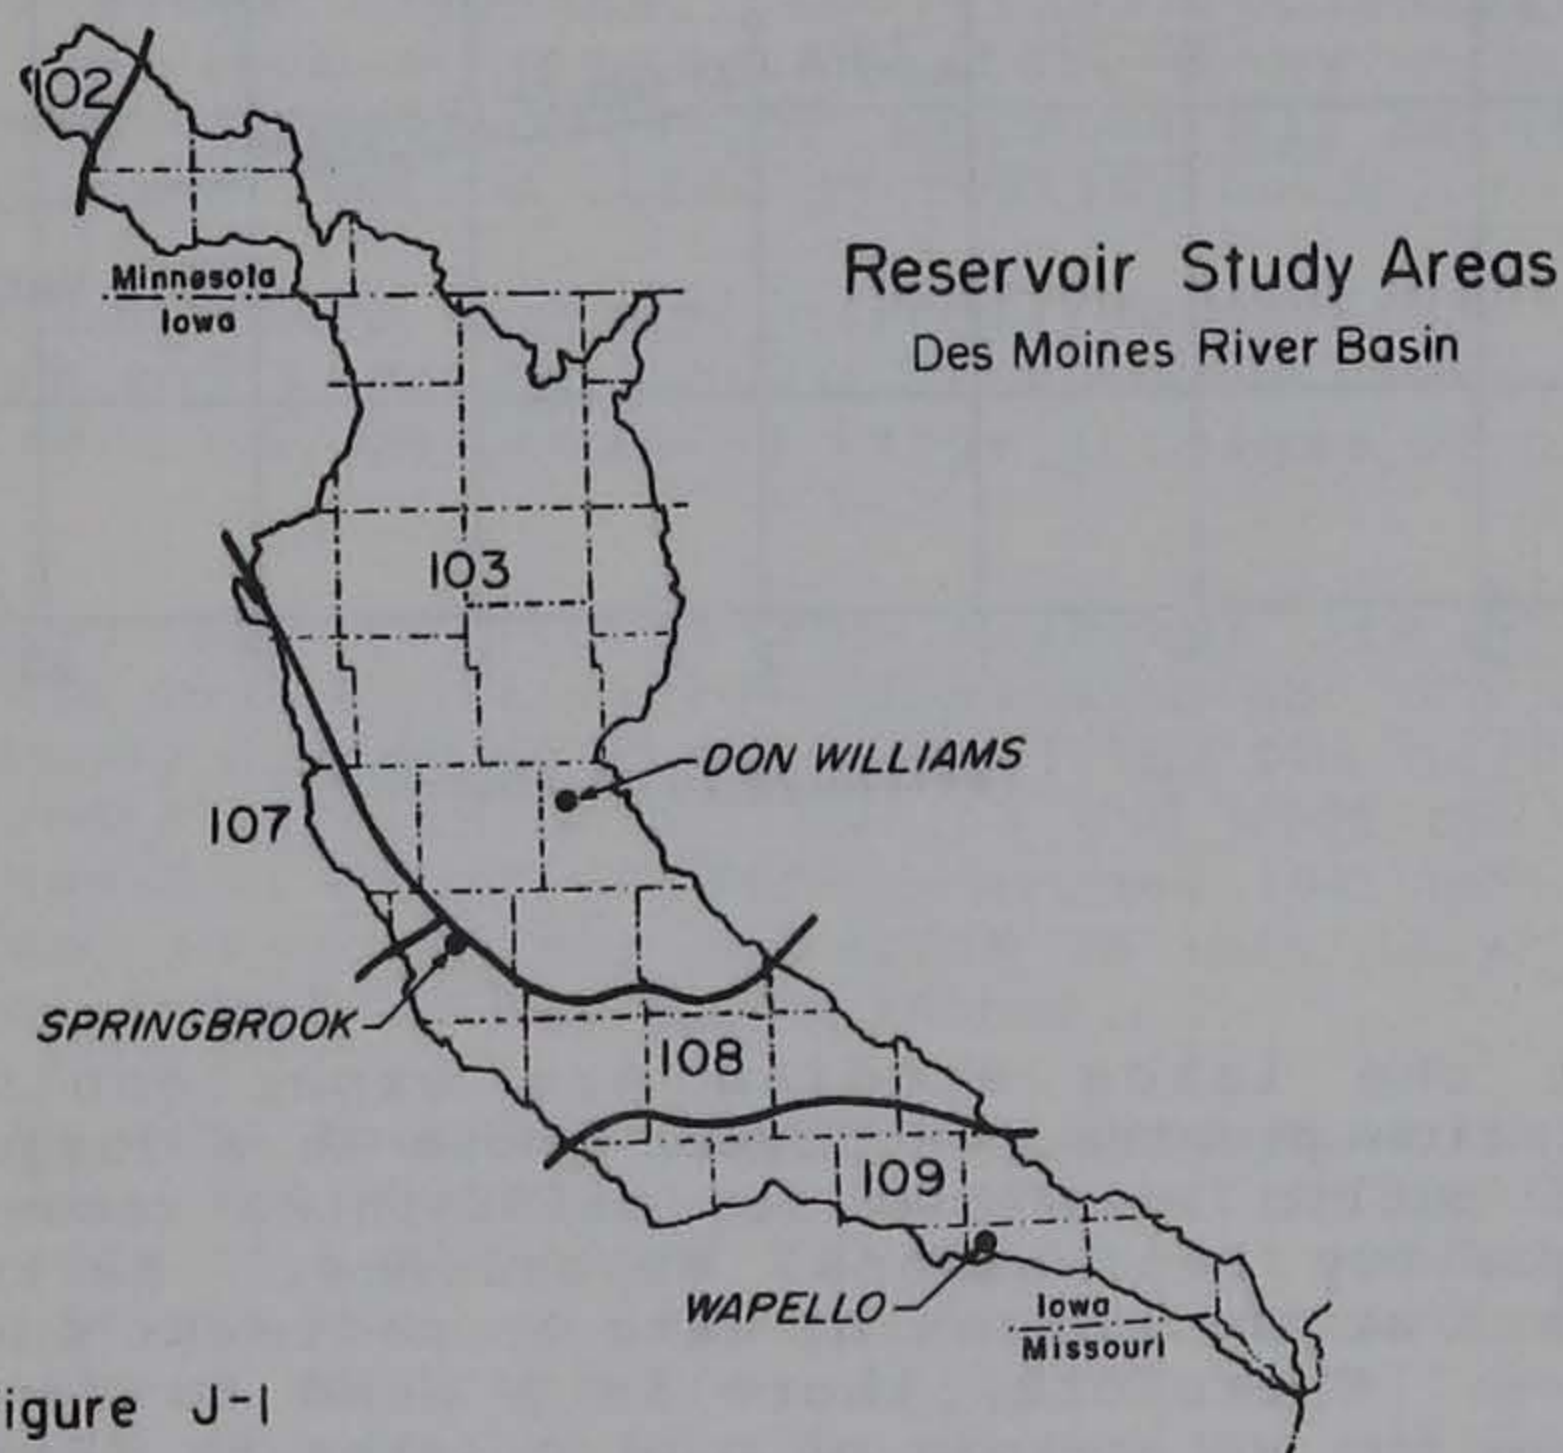 102
Minnesota
Iowa
Reservoir Study Areas
Des Moines River Basin
103
DON WILLIAMS
107
SPRINGBROOK
108
109
WAPELLO
Iowa
Missouri
igure J-1